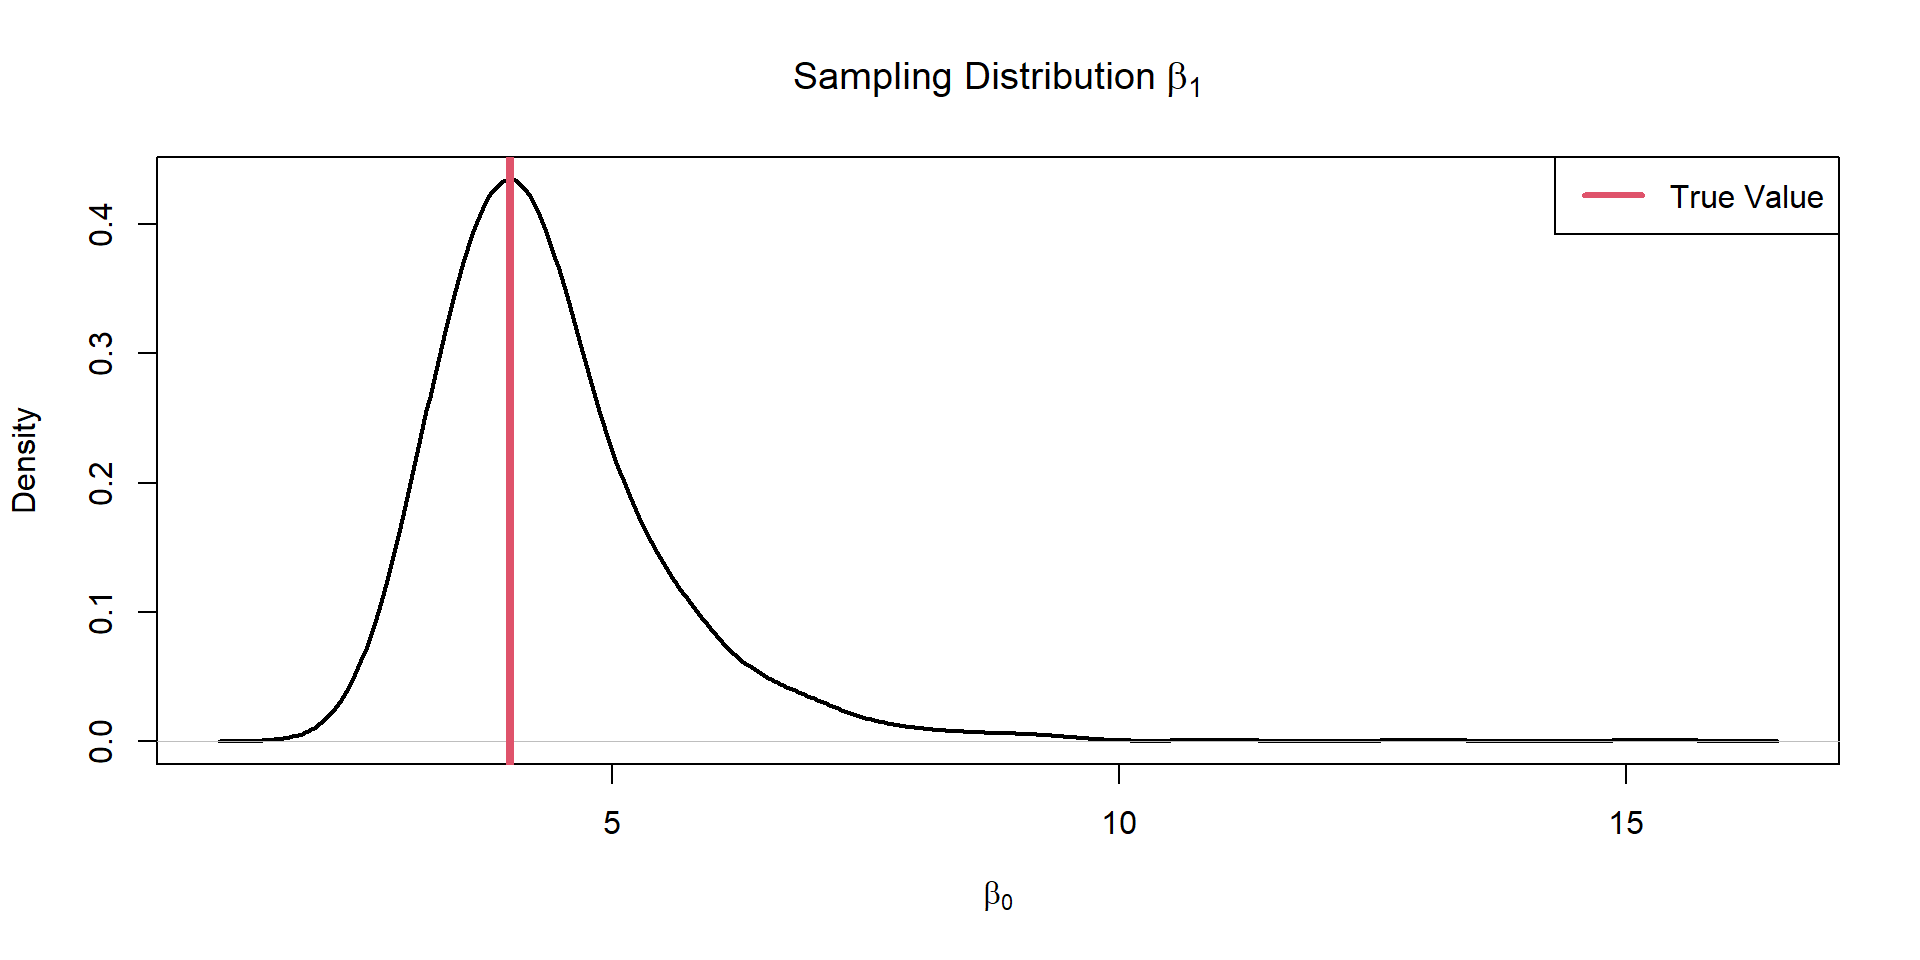 Sampling Distribution β₁
True Value
Density
0.0 0.1 0.2 0.3 0.4
5 10 15
β₀